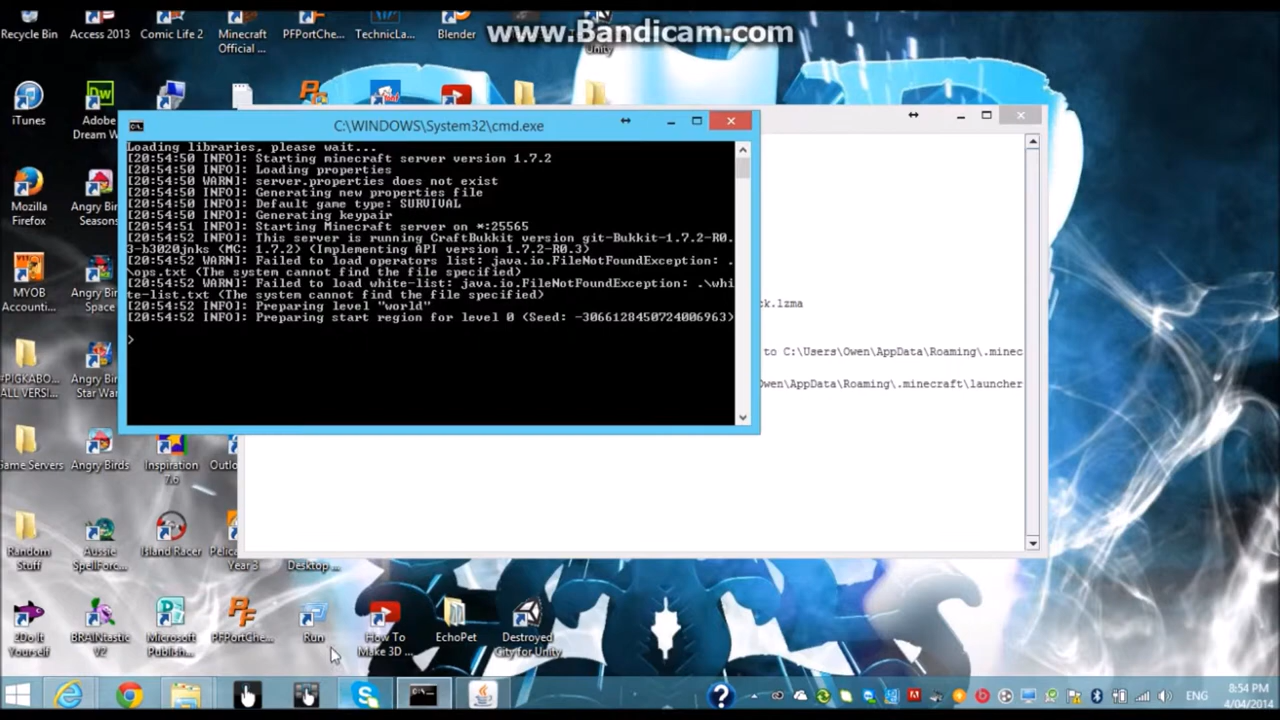 www.Bandicam.com
Recycle Bin
Access 2013
Comic Life 2
Minecraft
Official ...
PFPortChe...
TechnicLa...
Blender
Unity
iTunes
Adobe
Dream W
Mozilla
Firefox
Angry Bir
Seasons
MYOB
Accounti...
Angry Bir
Space
#PIGKABO...
ALL VERSI...
Angry Bir
Star War
Game Servers
Angry Birds
Inspiration
7.6
Outlo
Random
Stuff
Aussie
SpellForc...
Island Racer
Pelic
Year 3
Desktop ...
2Do It
Yourself
BRAINtastic
V2
Microsoft
Publish...
PFPortChe...
Run
How To
Make 3D ...
EchoPet
Destroyed
City for Unity
C:\WINDOWS\System32\cmd.exe
Loading libraries, please wait...
[20:54:50 INFO]: Starting minecraft server version 1.7.2
[20:54:50 INFO]: Loading properties
[20:54:50 WARN]: server.properties does not exist
[20:54:50 INFO]: Generating new properties file
[20:54:50 INFO]: Default game type: SURVIVAL
[20:54:50 INFO]: Generating keypair
[20:54:51 INFO]: Starting Minecraft server on *:25565
[20:54:52 INFO]: This server is running CraftBukkit version git-Bukkit-1.7.2-R0.
3-b3020jnks (MC: 1.7.2) (Implementing API version 1.7.2-R0.3)
[20:54:52 WARN]: Failed to load operators list: java.io.FileNotFoundException: .
\ops.txt (The system cannot find the file specified)
[20:54:52 WARN]: Failed to load white-list: java.io.FileNotFoundException: .\whi
te-list.txt (The system cannot find the file specified)
[20:54:52 INFO]: Preparing level "world"
[20:54:52 INFO]: Preparing start region for level 0 (Seed: -3066128450724006963)
>
ck.lzma
to C:\Users\Owen\AppData\Roaming\.minec
Owen\AppData\Roaming\.minecraft\launcher
ENG
8:54 PM
4/04/2014